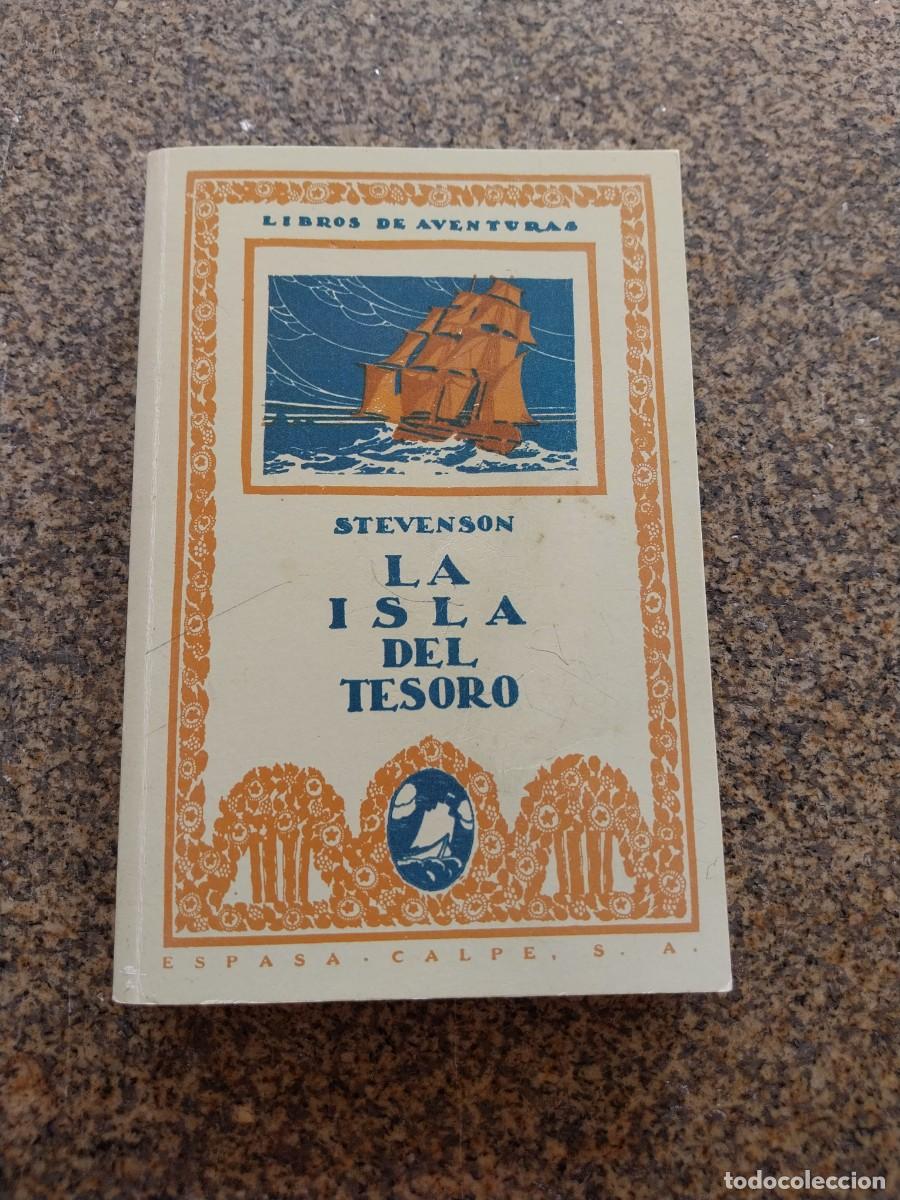 LIBROS DE AVENTURAS
STEVENSON
LA
ISLA
DEL
TESORO
ESPASA-CALPE, S. A.
todocoleccion